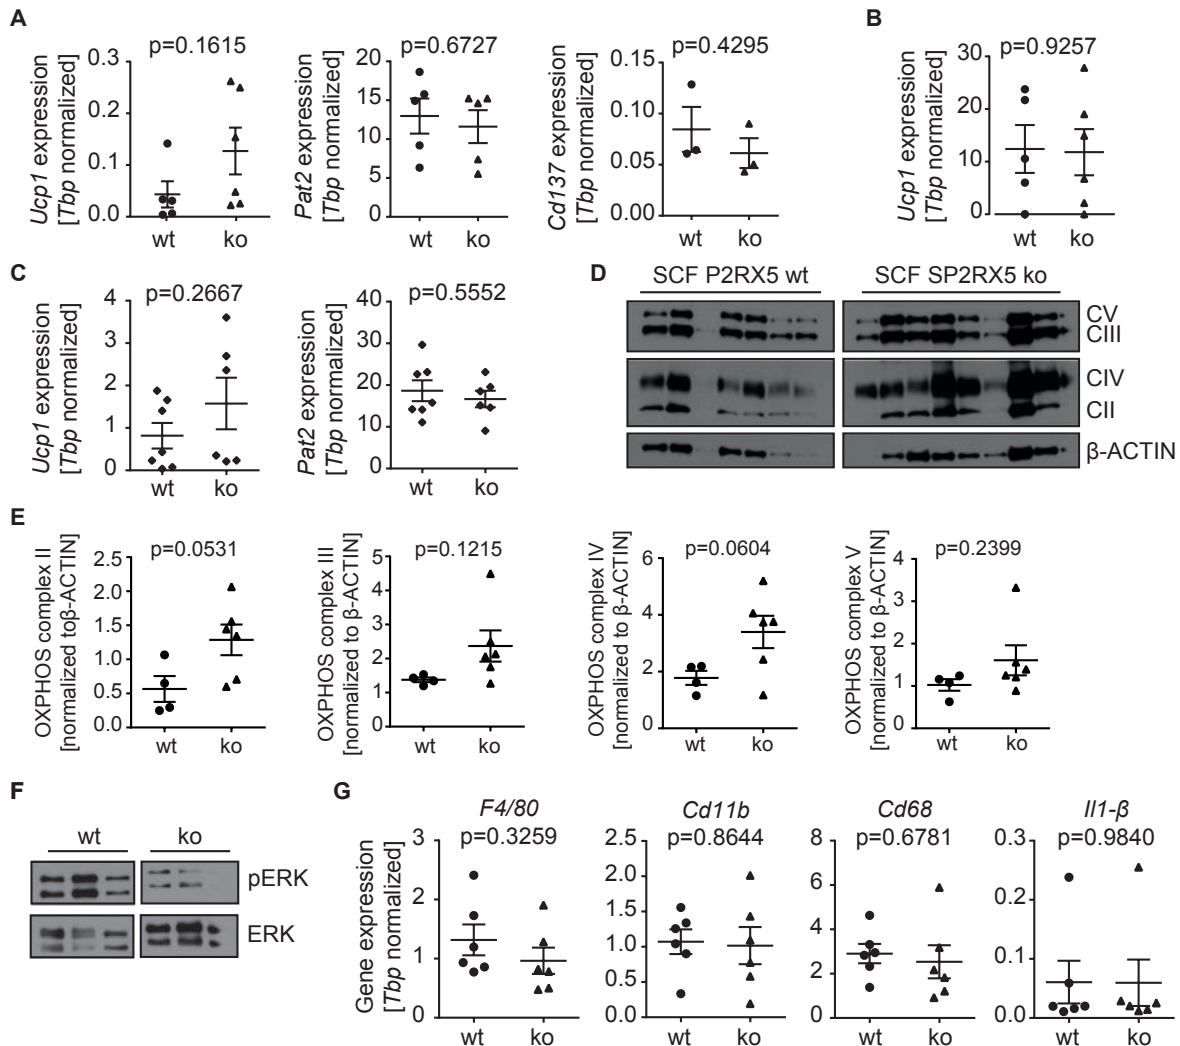 A
Ucp1 expression
[Tbp normalized]
p=0.1615
0.3
0.2
0.1
0.0
wt
ko
Pat2 expression
[Tbp normalized]
p=0.6727
20
15
10
5
0
wt
ko
Cd137 expression
[Tbp normalized]
p=0.4295
0.15
0.10
0.05
0.00
wt
ko
B
Ucp1 expression
[Tbp normalized]
p=0.9257
30
20
10
0
wt
ko
C
Ucp1 expression
[Tbp normalized]
p=0.2667
4
3
2
1
0
wt
ko
Pat2 expression
[Tbp normalized]
p=0.5552
40
30
20
10
0
wt
ko
D
SCF P2RX5 wt
SCF SP2RX5 ko
CV
CIII
CIV
CII
β-ACTIN
E
OXPHOS complex II
[normalized toβ-ACTIN]
p=0.0531
2.5
2.0
1.5
1.0
0.5
0.0
wt
ko
OXPHOS complex III
[normalized to β-ACTIN]
p=0.1215
5
4
3
2
1
0
wt
ko
OXPHOS complex IV
[normalized to β-ACTIN]
p=0.0604
6
4
2
0
wt
ko
OXPHOS complex V
[normalized to β-ACTIN]
p=0.2399
4
3
2
1
0
wt
ko
F
wt
ko
pERK
ERK
G
Gene expression
[Tbp normalized]
F4/80
p=0.3259
3
2
1
0
wt
ko
Cd11b
p=0.8644
2.5
2.0
1.5
1.0
0.5
0.0
wt
ko
Cd68
p=0.6781
8
6
4
2
0
wt
ko
Il1-β
p=0.9840
0.3
0.2
0.1
0.0
wt
ko